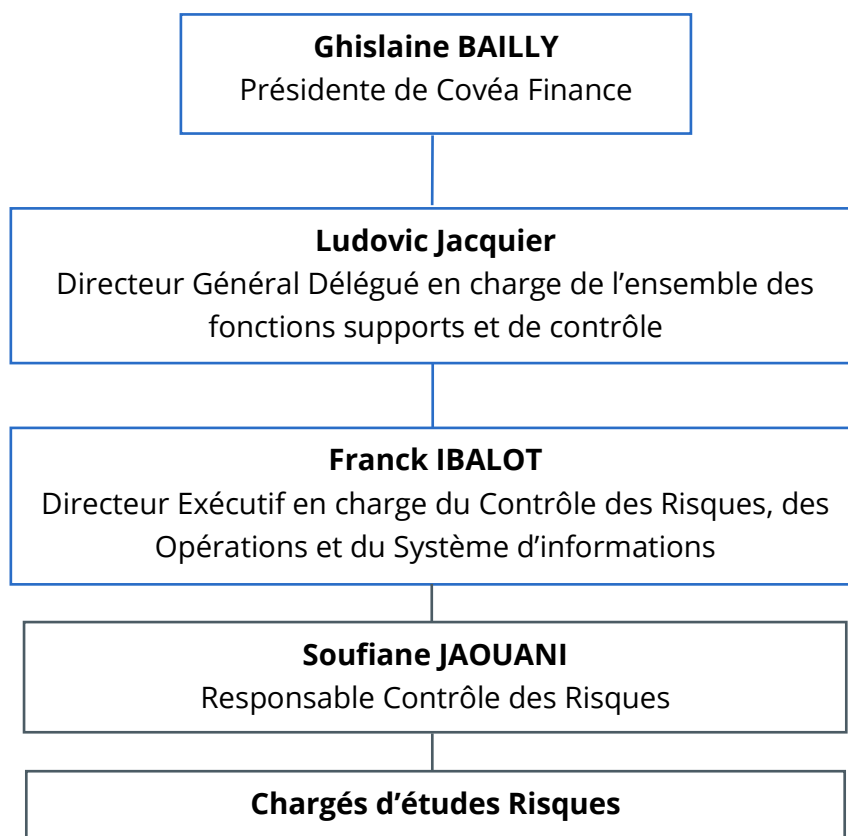 Ghislaine BAILLY
Présidente de Covéa Finance
Ludovic Jacquier
Directeur Général Délégué en charge de l’ensemble des
fonctions supports et de contrôle
Franck IBALOT
Directeur Exécutif en charge du Contrôle des Risques, des
Opérations et du Système d’informations
Soufiane JAOUANI
Responsable Contrôle des Risques
Chargés d’études Risques